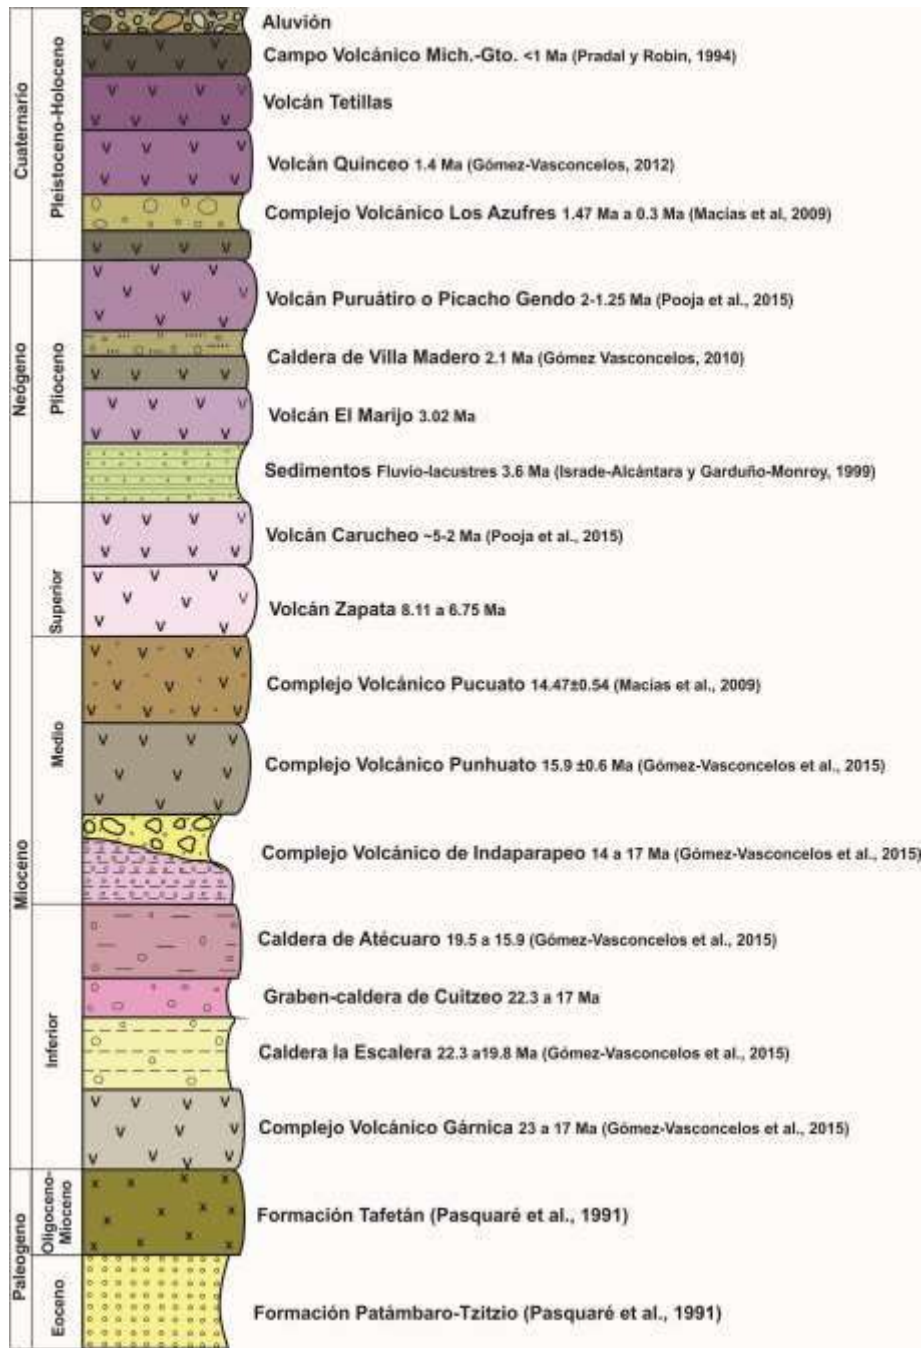 Cuaternario
Pleistoceno-Holoceno
Aluvión
Campo Volcánico Mich.-Gto. <1 Ma (Pradal y Robin, 1994)
Volcán Tetillas
Volcán Quinceo 1.4 Ma (Gómez-Vasconcelos, 2012)
Complejo Volcánico Los Azufres 1.47 Ma a 0.3 Ma (Macías et al, 2009)
Neógeno
Plioceno
Volcán Puruátiro o Picacho Gendo 2-1.25 Ma (Pooja et al., 2015)
Caldera de Villa Madero 2.1 Ma (Gómez Vasconcelos, 2010)
Volcán El Marijo 3.02 Ma
Sedimentos Fluvio-lacustres 3.6 Ma (Israde-Alcántara y Garduño-Monroy, 1999)
Mioceno
Superior
Volcán Carucheo ~5-2 Ma (Pooja et al., 2015)
Volcán Zapata 8.11 a 6.75 Ma
Medio
Complejo Volcánico Pucuato 14.47±0.54 (Macías et al., 2009)
Complejo Volcánico Punhuato 15.9 ±0.6 Ma (Gómez-Vasconcelos et al., 2015)
Complejo Volcánico de Indaparapeo 14 a 17 Ma (Gómez-Vasconcelos et al., 2015)
Inferior
Caldera de Atécuaro 19.5 a 15.9 (Gómez-Vasconcelos et al., 2015)
Graben-caldera de Cuitzeo 22.3 a 17 Ma
Caldera la Escalera 22.3 a19.8 Ma (Gómez-Vasconcelos et al., 2015)
Complejo Volcánico Gárnica 23 a 17 Ma (Gómez-Vasconcelos et al., 2015)
Paleogeno
Oligoceno-
Mioceno
Formación Tafetán (Pasquaré et al., 1991)
Eoceno
Formación Patámbaro-Tzitzio (Pasquaré et al., 1991)